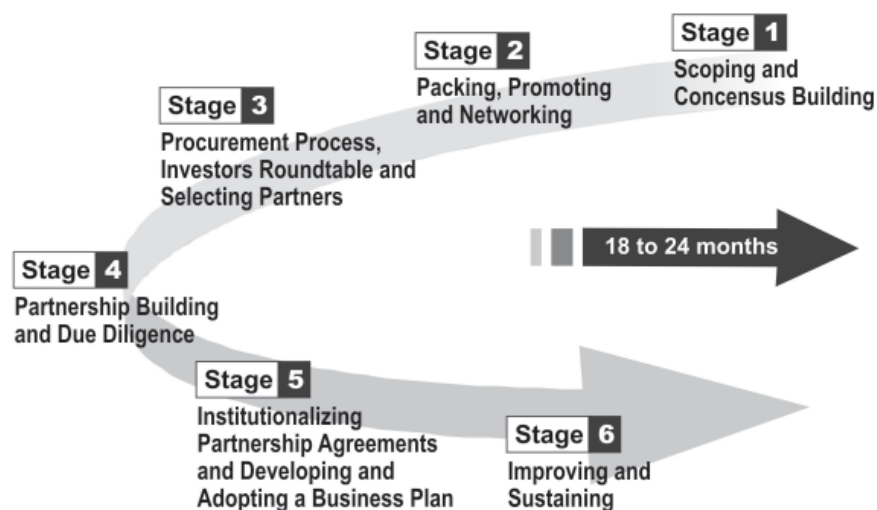 Stage 1
Scoping and
Concensus Building
Stage 2
Packing, Promoting
and Networking
Stage 3
Procurement Process,
Investors Roundtable and
Selecting Partners
18 to 24 months
Stage 4
Partnership Building
and Due Diligence
Stage 5
Institutionalizing
Partnership Agreements
and Developing and
Adopting a Business Plan
Stage 6
Improving and
Sustaining